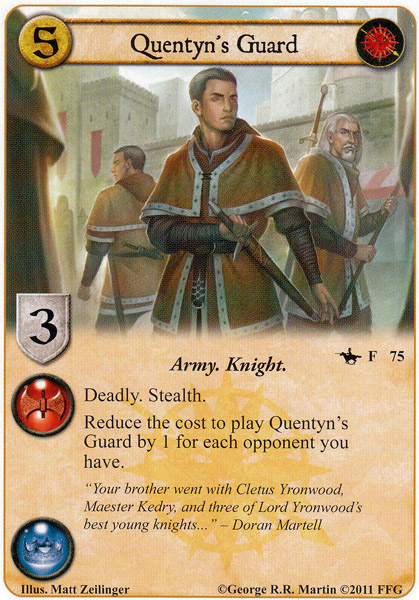 5
Quentyn's Guard
3
Army. Knight.
F 75
Deadly. Stealth.
Reduce the cost to play Quentyn's
Guard by 1 for each opponent you
have.
"Your brother went with Cletus Yronwood,
Maester Kedry, and three of Lord Yronwood's
best young knights..." – Doran Martell
Illus. Matt Zeilinger
©George R.R. Martin ©2011 FFG